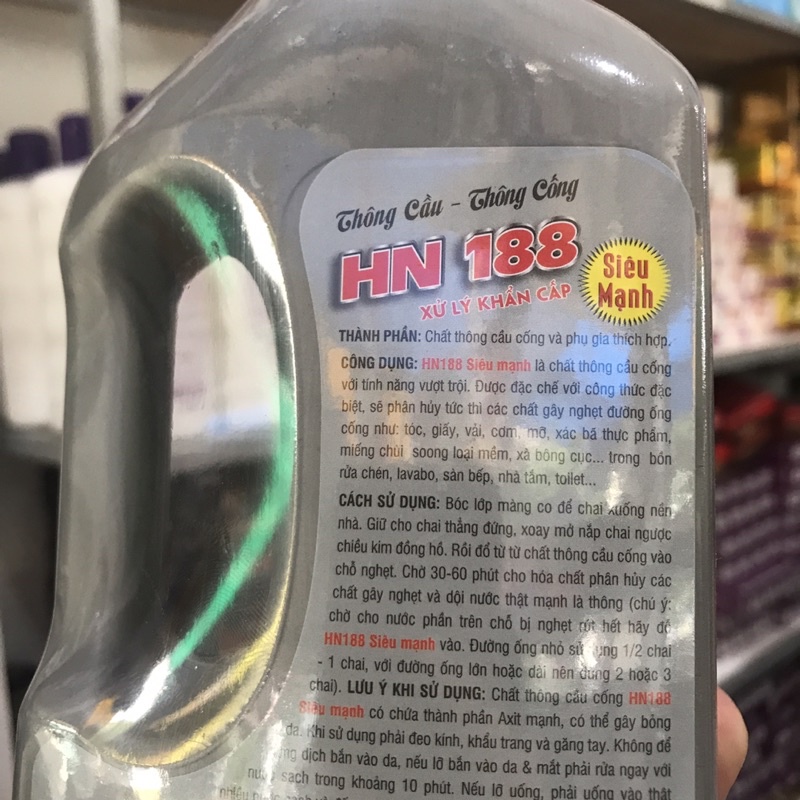 Thông Cầu - Thông Cống
HN 188
XỬ LÝ KHẨN CẤP
Siêu
Mạnh
THÀNH PHẦN: Chất thông cầu cống và phụ gia thích hợp.
CÔNG DỤNG: HN188 Siêu mạnh là chất thông cầu cống
với tính năng vượt trội. Được đặc chế với công thức đặc
biệt, sẽ phân hủy tức thì các chất gây nghẹt đường ống
cống như: tóc, giấy, vải, cơm, mỡ, xác bã thực phẩm,
miếng chùi soong loại mềm, xà bông cục... trong bồn
rửa chén, lavabo, sàn bếp, nhà tắm, toilet...
CÁCH SỬ DỤNG: Bóc lớp màng co để chai xuống nền
nhà. Giữ cho chai thẳng đứng, xoay mở nắp chai ngược
chiều kim đồng hồ. Rồi đổ từ từ chất thông cầu cống vào
chỗ nghẹt. Chờ 30-60 phút cho hóa chất phân hủy các
chất gây nghẹt và dội nước thật mạnh là thông (chú ý:
chờ cho nước phần trên chỗ bị nghẹt rút hết hãy đổ
HN188 Siêu mạnh vào. Đường ống nhỏ sử dụng 1/2 chai
- 1 chai, với đường ống lớn hoặc dài nên dùng 2 hoặc 3
chai). LƯU Ý KHI SỬ DỤNG: Chất thông cầu cống HN188
Siêu mạnh có chứa thành phần Axit mạnh, có thể gây bỏng
da. Khi sử dụng phải đeo kính, khẩu trang và găng tay. Không để
dịch bắn vào da, nếu lỡ bắn vào da & mắt phải rửa ngay với
nước sạch trong khoảng 10 phút. Nếu lỡ uống, phải uống vào thật
nhiều nước